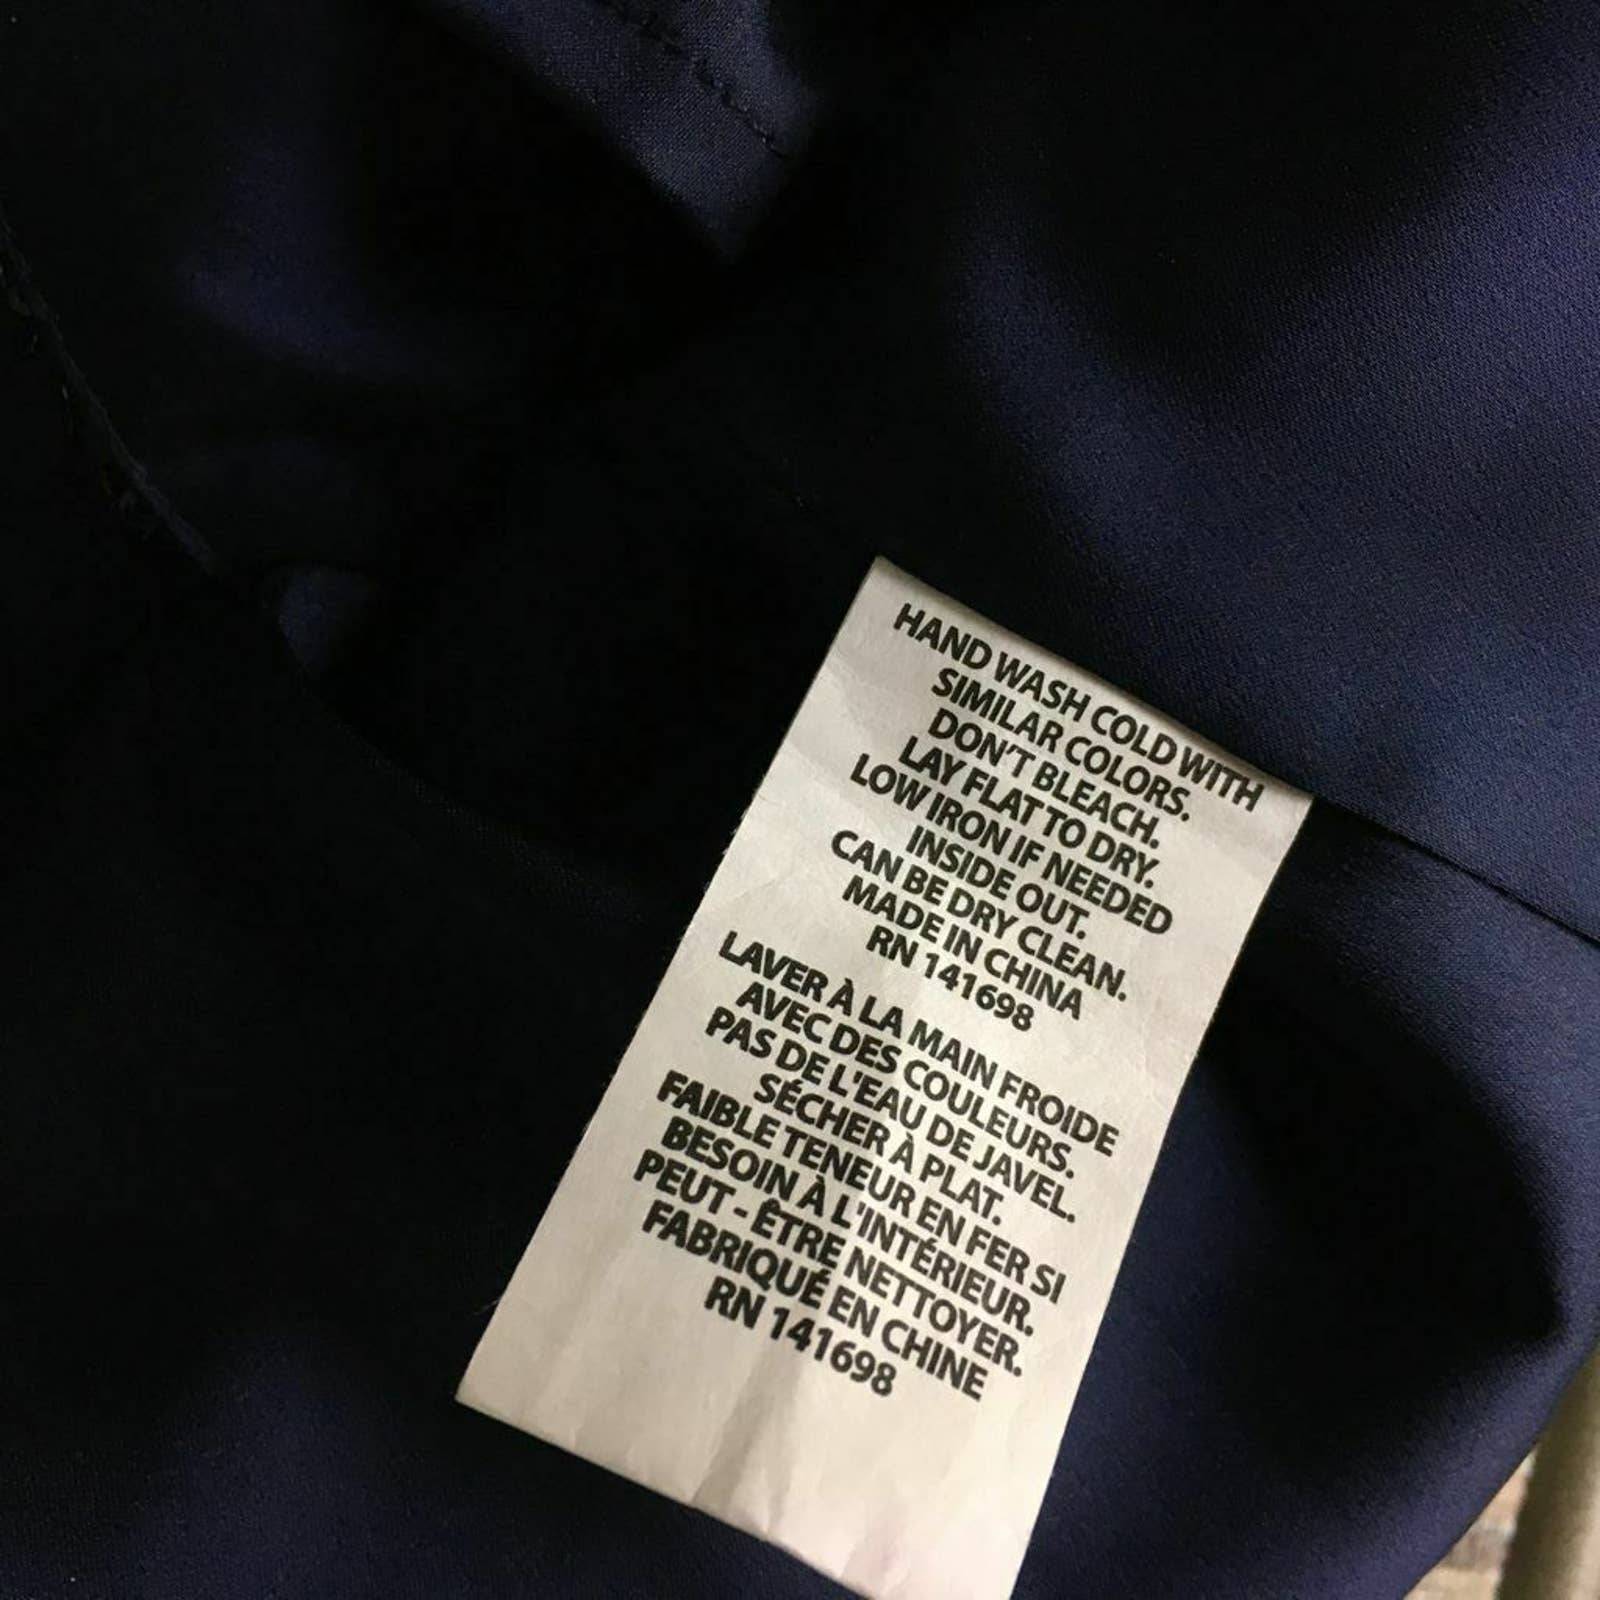 HAND WASH COLD WITH
SIMILAR COLORS.
DON'T BLEACH.
LAY FLAT TO DRY.
LOW IRON IF NEEDED
INSIDE OUT.
CAN BE DRY CLEAN.
MADE IN CHINA
RN 141698
LAVER À LA MAIN FROIDE
AVEC DES COULEURS.
PAS DE L'EAU DE JAVEL.
SÉCHER À PLAT.
FAIBLE TENEUR EN FER SI
BESOIN À L'INTÉRIEUR.
PEUT - ÊTRE NETTOYER.
FABRIQUÉ EN CHINE
RN 141698